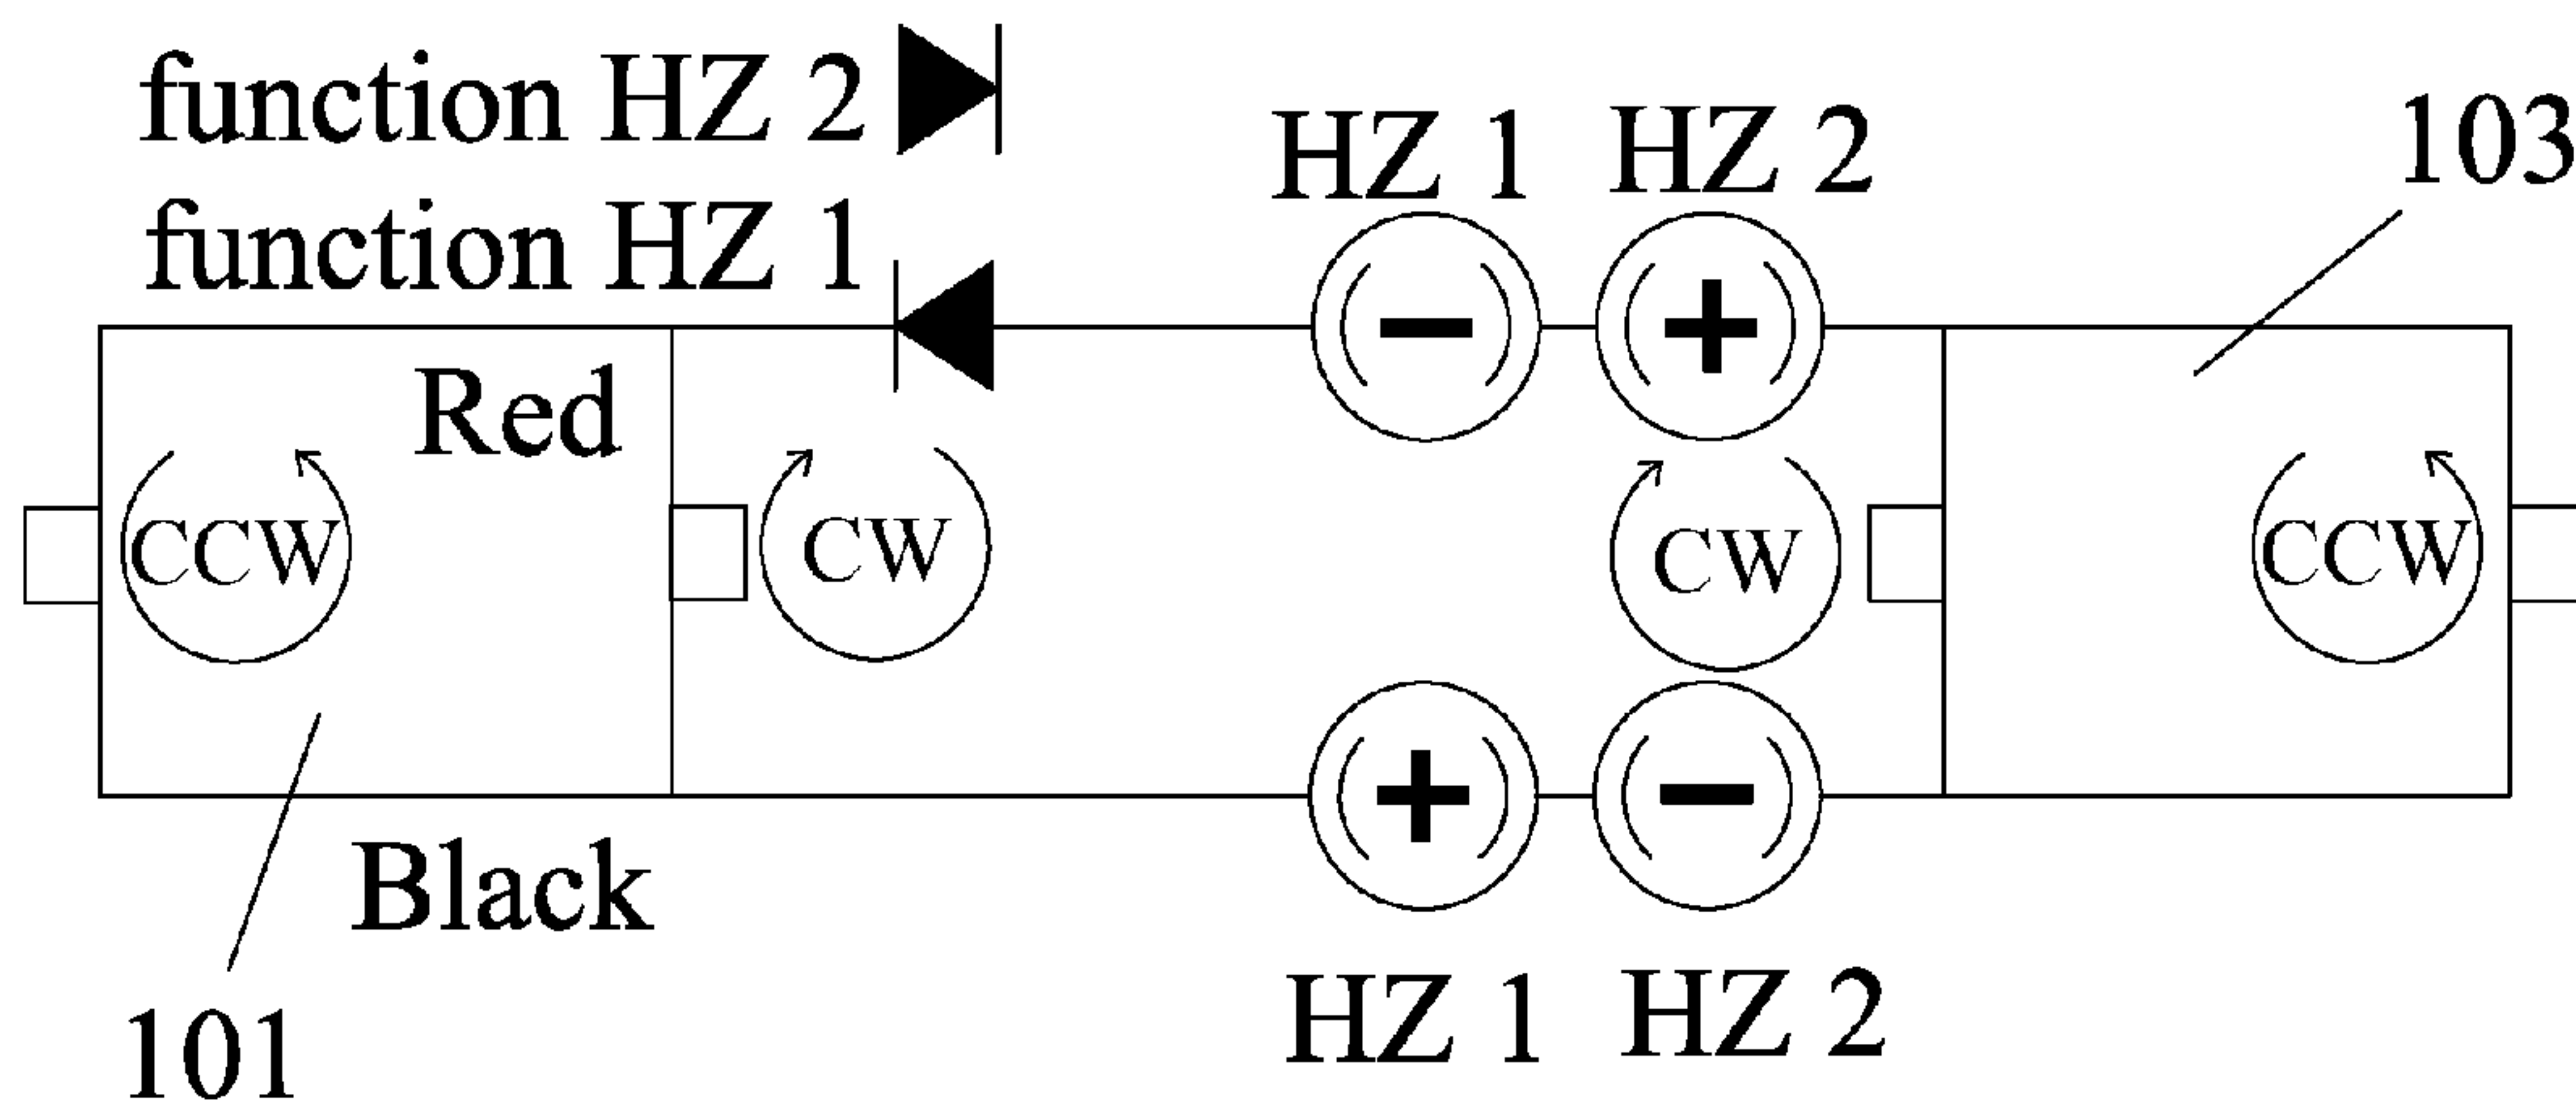 function HZ 2
HZ 1 HZ 2
103
function HZ 1
Red
CCW
CW
CW
CCW
Black
HZ 1 HZ 2
101